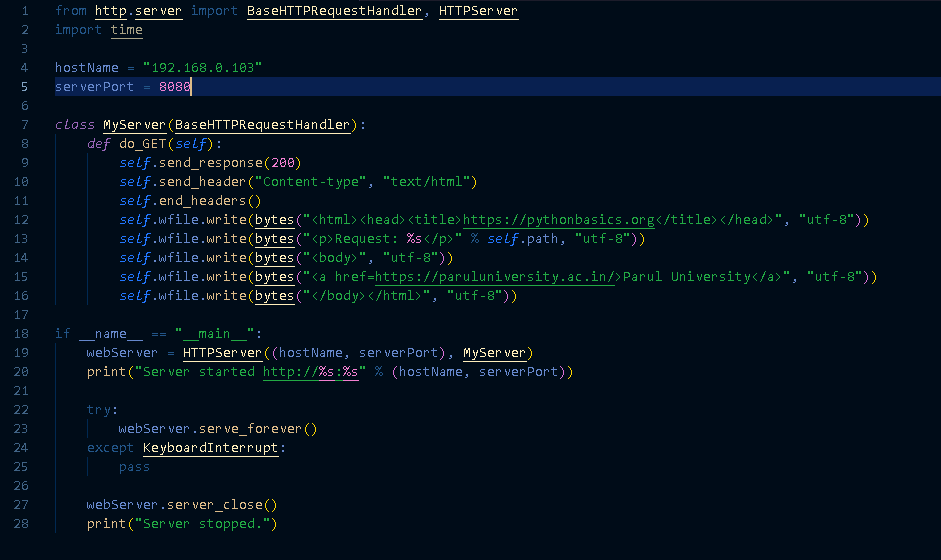 1 from http.server import BaseHTTPRequestHandler, HTTPServer
2 import time
3
4 hostName = "192.168.0.103"
5 serverPort = 8080
6
7 class MyServer(BaseHTTPRequestHandler):
8     def do_GET(self):
9         self.send_response(200)
10         self.send_header("Content-type", "text/html")
11         self.end_headers()
12         self.wfile.write(bytes("<html><head><title>https://pythonbasics.org</title></head>", "utf-8"))
13         self.wfile.write(bytes("<p>Request: %s</p>" % self.path, "utf-8"))
14         self.wfile.write(bytes("<body>", "utf-8"))
15         self.wfile.write(bytes("<a href=https://paruluniversity.ac.in/>Parul University</a>", "utf-8"))
16         self.wfile.write(bytes("</body></html>", "utf-8"))
17
18 if __name__ == "__main__":
19     webServer = HTTPServer((hostName, serverPort), MyServer)
20     print("Server started http://%s:%s" % (hostName, serverPort))
21
22     try:
23         webServer.serve_forever()
24     except KeyboardInterrupt:
25         pass
26
27     webServer.server_close()
28     print("Server stopped.")